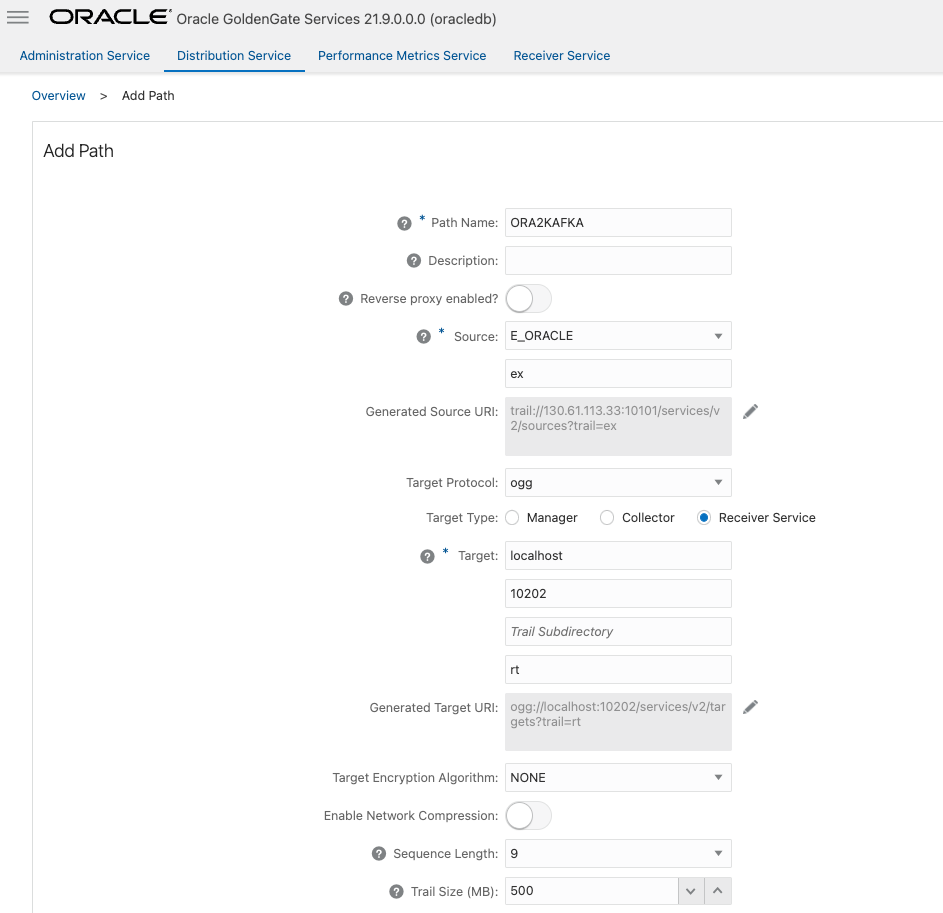 ORACLE Oracle GoldenGate Services 21.9.0.0.0 (oracledb)
Administration Service Distribution Service Performance Metrics Service Receiver Service
Overview > Add Path
Add Path
? * Path Name: ORA2KAFKA
? Description:
? Reverse proxy enabled?
? * Source: E_ORACLE
ex
Generated Source URI: trail://130.61.113.33:10101/services/v
2/sources?trail=ex
Target Protocol: ogg
Target Type: Manager Collector Receiver Service
? * Target: localhost
10202
Trail Subdirectory
rt
Generated Target URI: ogg://localhost:10202/services/v2/tar
gets?trail=rt
Target Encryption Algorithm: NONE
Enable Network Compression:
? Sequence Length: 9
? Trail Size (MB): 500